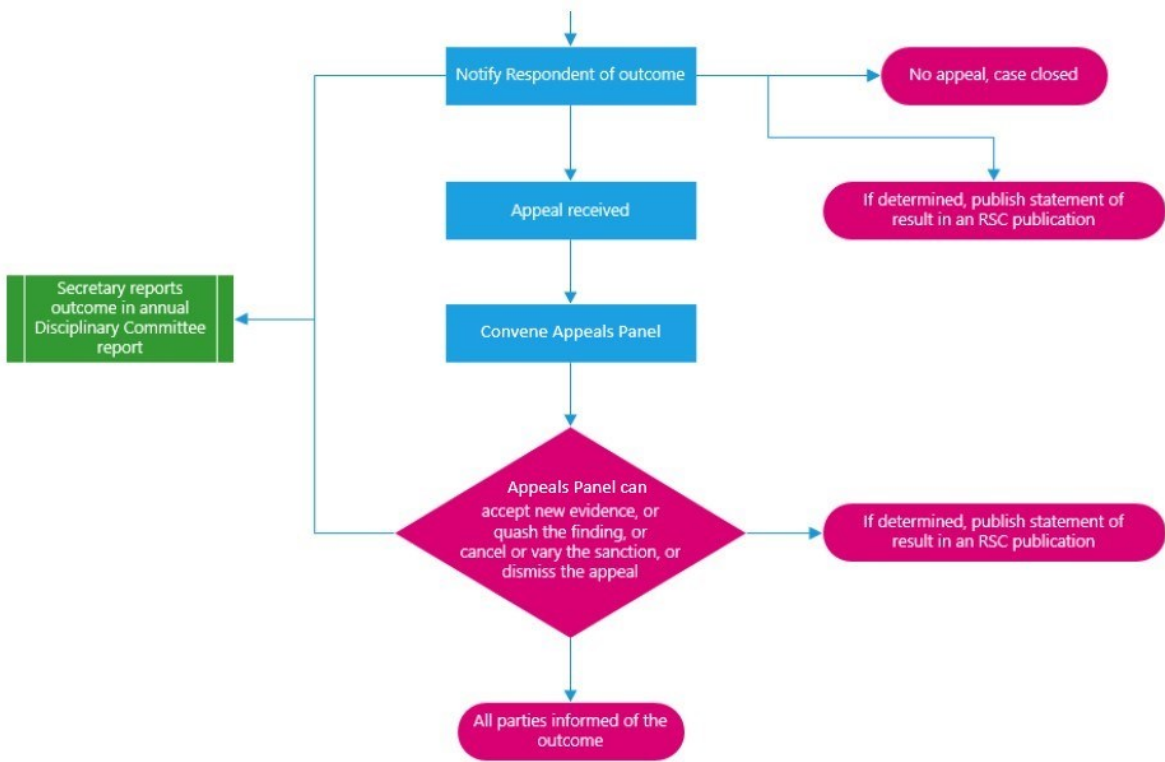 Notify Respondent of outcome
No appeal, case closed
Appeal received
If determined, publish statement of
result in an RSC publication
Secretary reports
outcome in annual
Disciplinary Committee
report
Convene Appeals Panel
Appeals Panel can
accept new evidence, or
quash the finding, or
cancel or vary the sanction, or
dismiss the appeal
If determined, publish statement of
result in an RSC publication
All parties informed of the
outcome